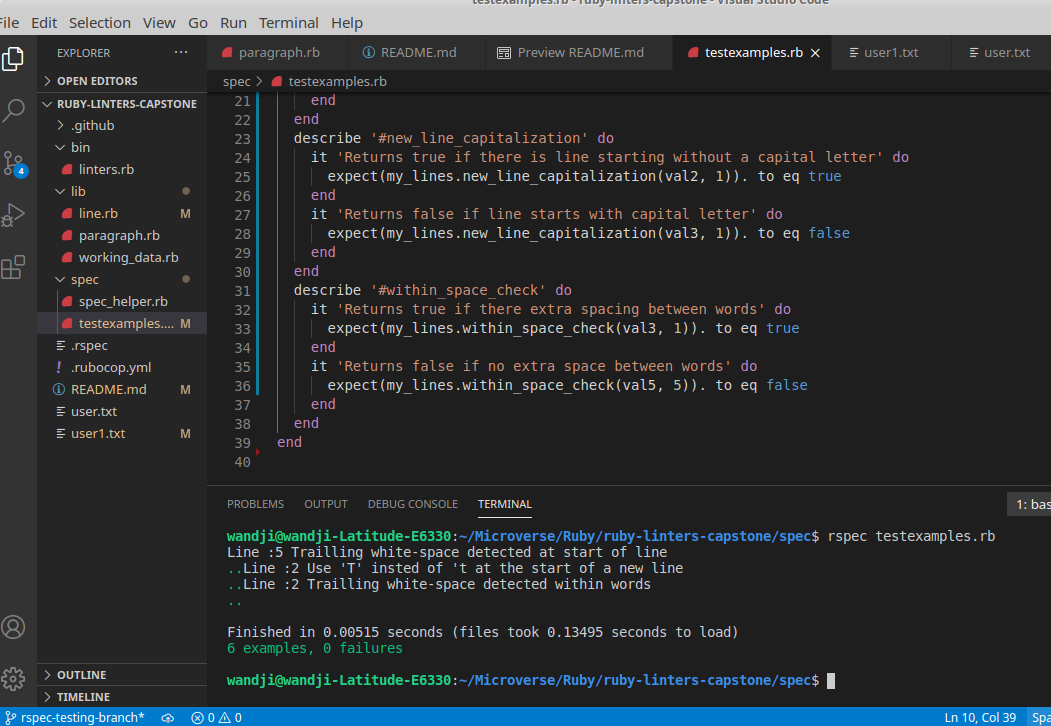 testexamples.rb - ruby-linters-capstone - Visual Studio Code
File Edit Selection View Go Run Terminal Help
EXPLORER ...
OPEN EDITORS
RUBY-LINTERS-CAPSTONE
.github
bin
linters.rb
lib
line.rb M
paragraph.rb
working_data.rb
spec
spec_helper.rb
testexamples.... M
.rspec
! .rubocop.yml
README.md M
user.txt
user1.txt M
OUTLINE
TIMELINE
4
paragraph.rb README.md Preview README.md testexamples.rb user1.txt user.txt
spec > testexamples.rb
21 end
22 end
23 describe '#new_line_capitalization' do
24 it 'Returns true if there is line starting without a capital letter' do
25 expect(my_lines.new_line_capitalization(val2, 1)). to eq true
26 end
27 it 'Returns false if line starts with capital letter' do
28 expect(my_lines.new_line_capitalization(val3, 1)). to eq false
29 end
30 end
31 describe '#within_space_check' do
32 it 'Returns true if there extra spacing between words' do
33 expect(my_lines.within_space_check(val3, 1)). to eq true
34 end
35 it 'Returns false if no extra space between words' do
36 expect(my_lines.within_space_check(val5, 5)). to eq false
37 end
38 end
39 end
40
PROBLEMS OUTPUT DEBUG CONSOLE TERMINAL 1: bas
wandji@wandji-Latitude-E6330:~/Microverse/Ruby/ruby-linters-capstone/spec$ rspec testexamples.rb
Line :5 Trailling white-space detected at start of line
..Line :2 Use 'T' insted of 't at the start of a new line
..Line :2 Trailling white-space detected within words
..
Finished in 0.00515 seconds (files took 0.13495 seconds to load)
6 examples, 0 failures
wandji@wandji-Latitude-E6330:~/Microverse/Ruby/ruby-linters-capstone/spec$
rspec-testing-branch* 0 0 Ln 10, Col 39 Spa